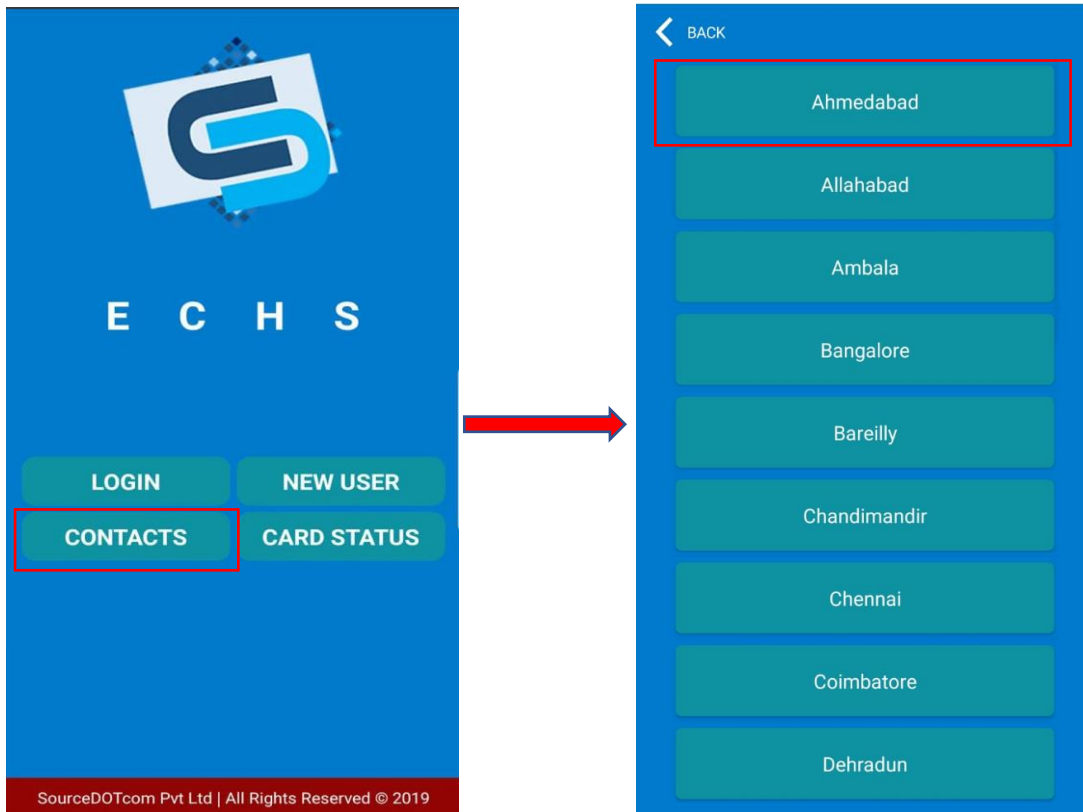 E C H S
LOGIN
NEW USER
CONTACTS
CARD STATUS
SourceDOTcom Pvt Ltd | All Rights Reserved © 2019
BACK
Ahmedabad
Allahabad
Ambala
Bangalore
Bareilly
Chandimandir
Chennai
Coimbatore
Dehradun